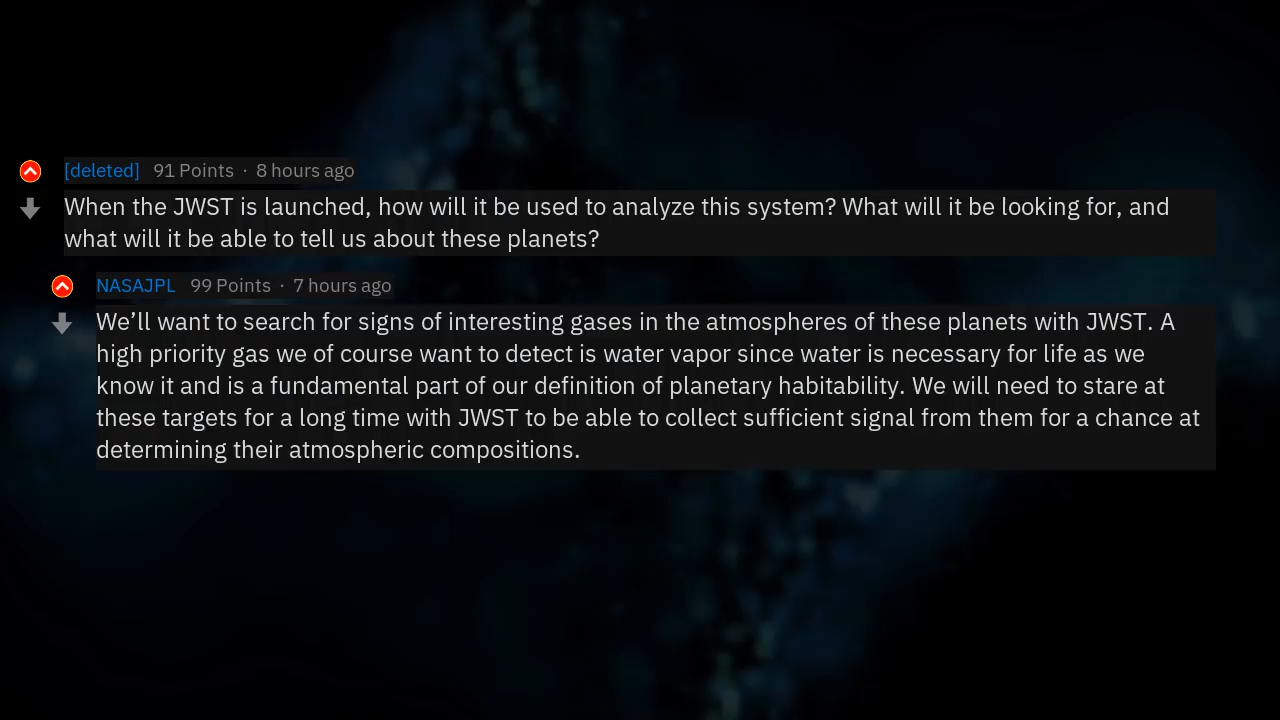 [deleted] 91 Points · 8 hours ago
When the JWST is launched, how will it be used to analyze this system? What will it be looking for, and
what will it be able to tell us about these planets?
NASAJPL 99 Points · 7 hours ago
We’ll want to search for signs of interesting gases in the atmospheres of these planets with JWST. A
high priority gas we of course want to detect is water vapor since water is necessary for life as we
know it and is a fundamental part of our definition of planetary habitability. We will need to stare at
these targets for a long time with JWST to be able to collect sufficient signal from them for a chance at
determining their atmospheric compositions.